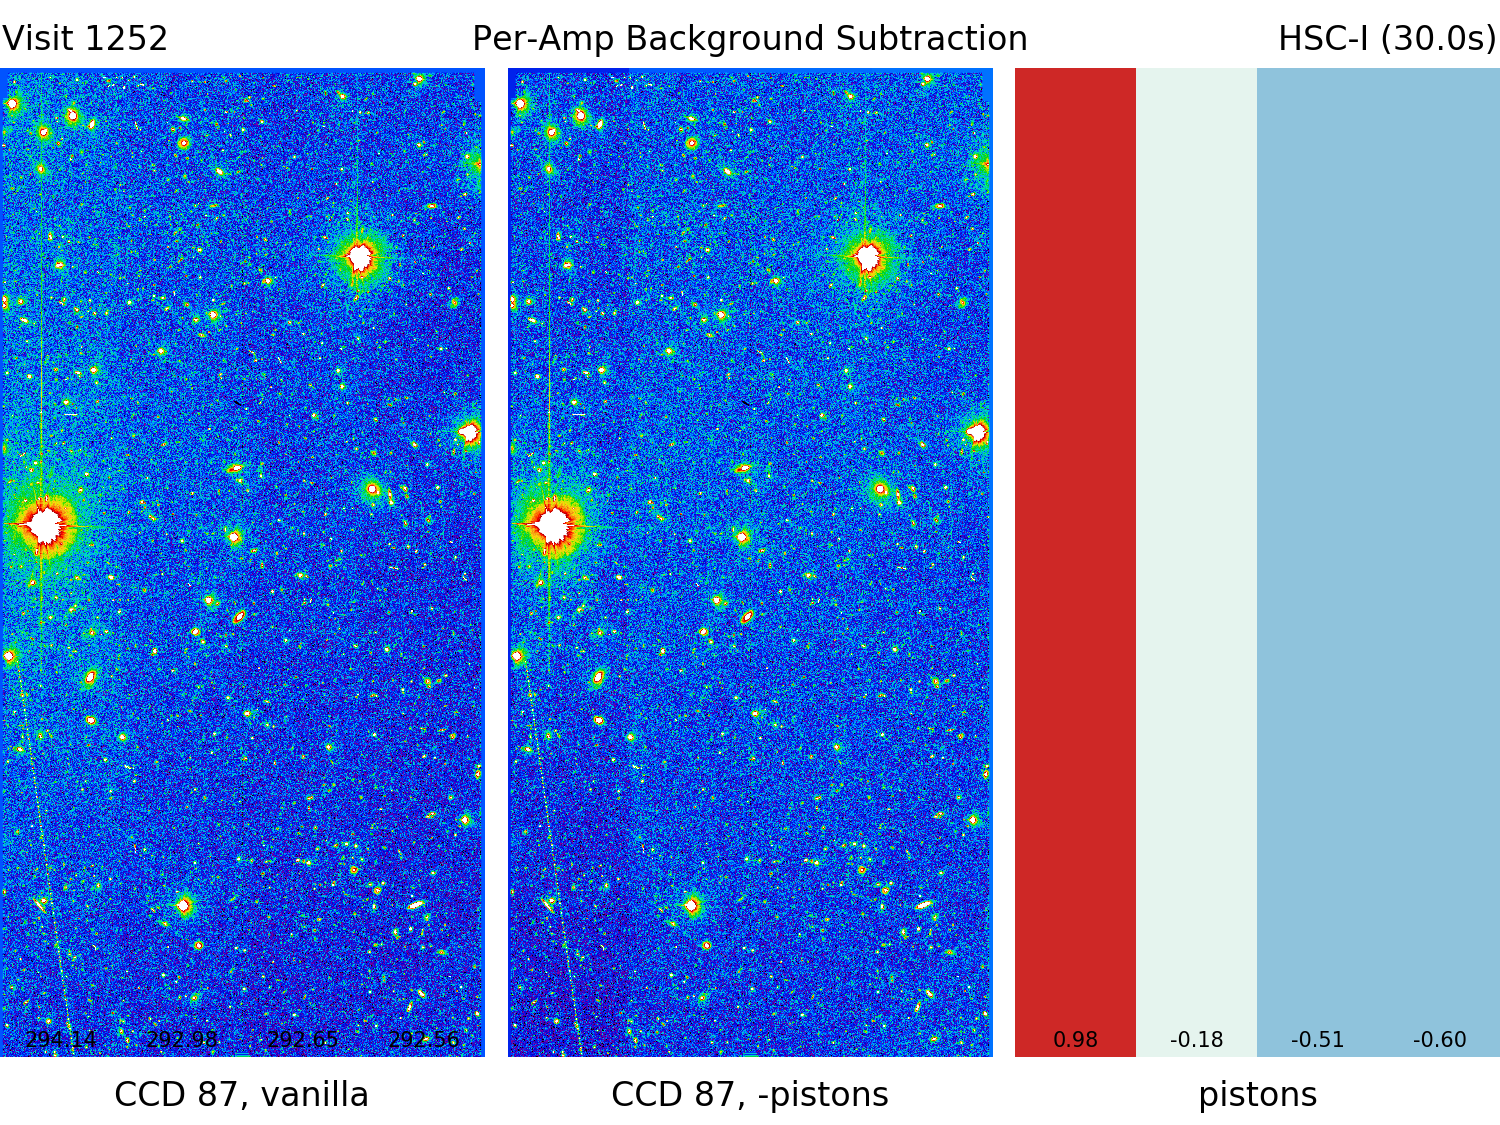 Visit 1252
Per-Amp Background Subtraction
HSC-I (30.0s)
294.14 292.98 292.65 292.56
0.98 -0.18 -0.51 -0.60
CCD 87, vanilla
CCD 87, -pistons
pistons